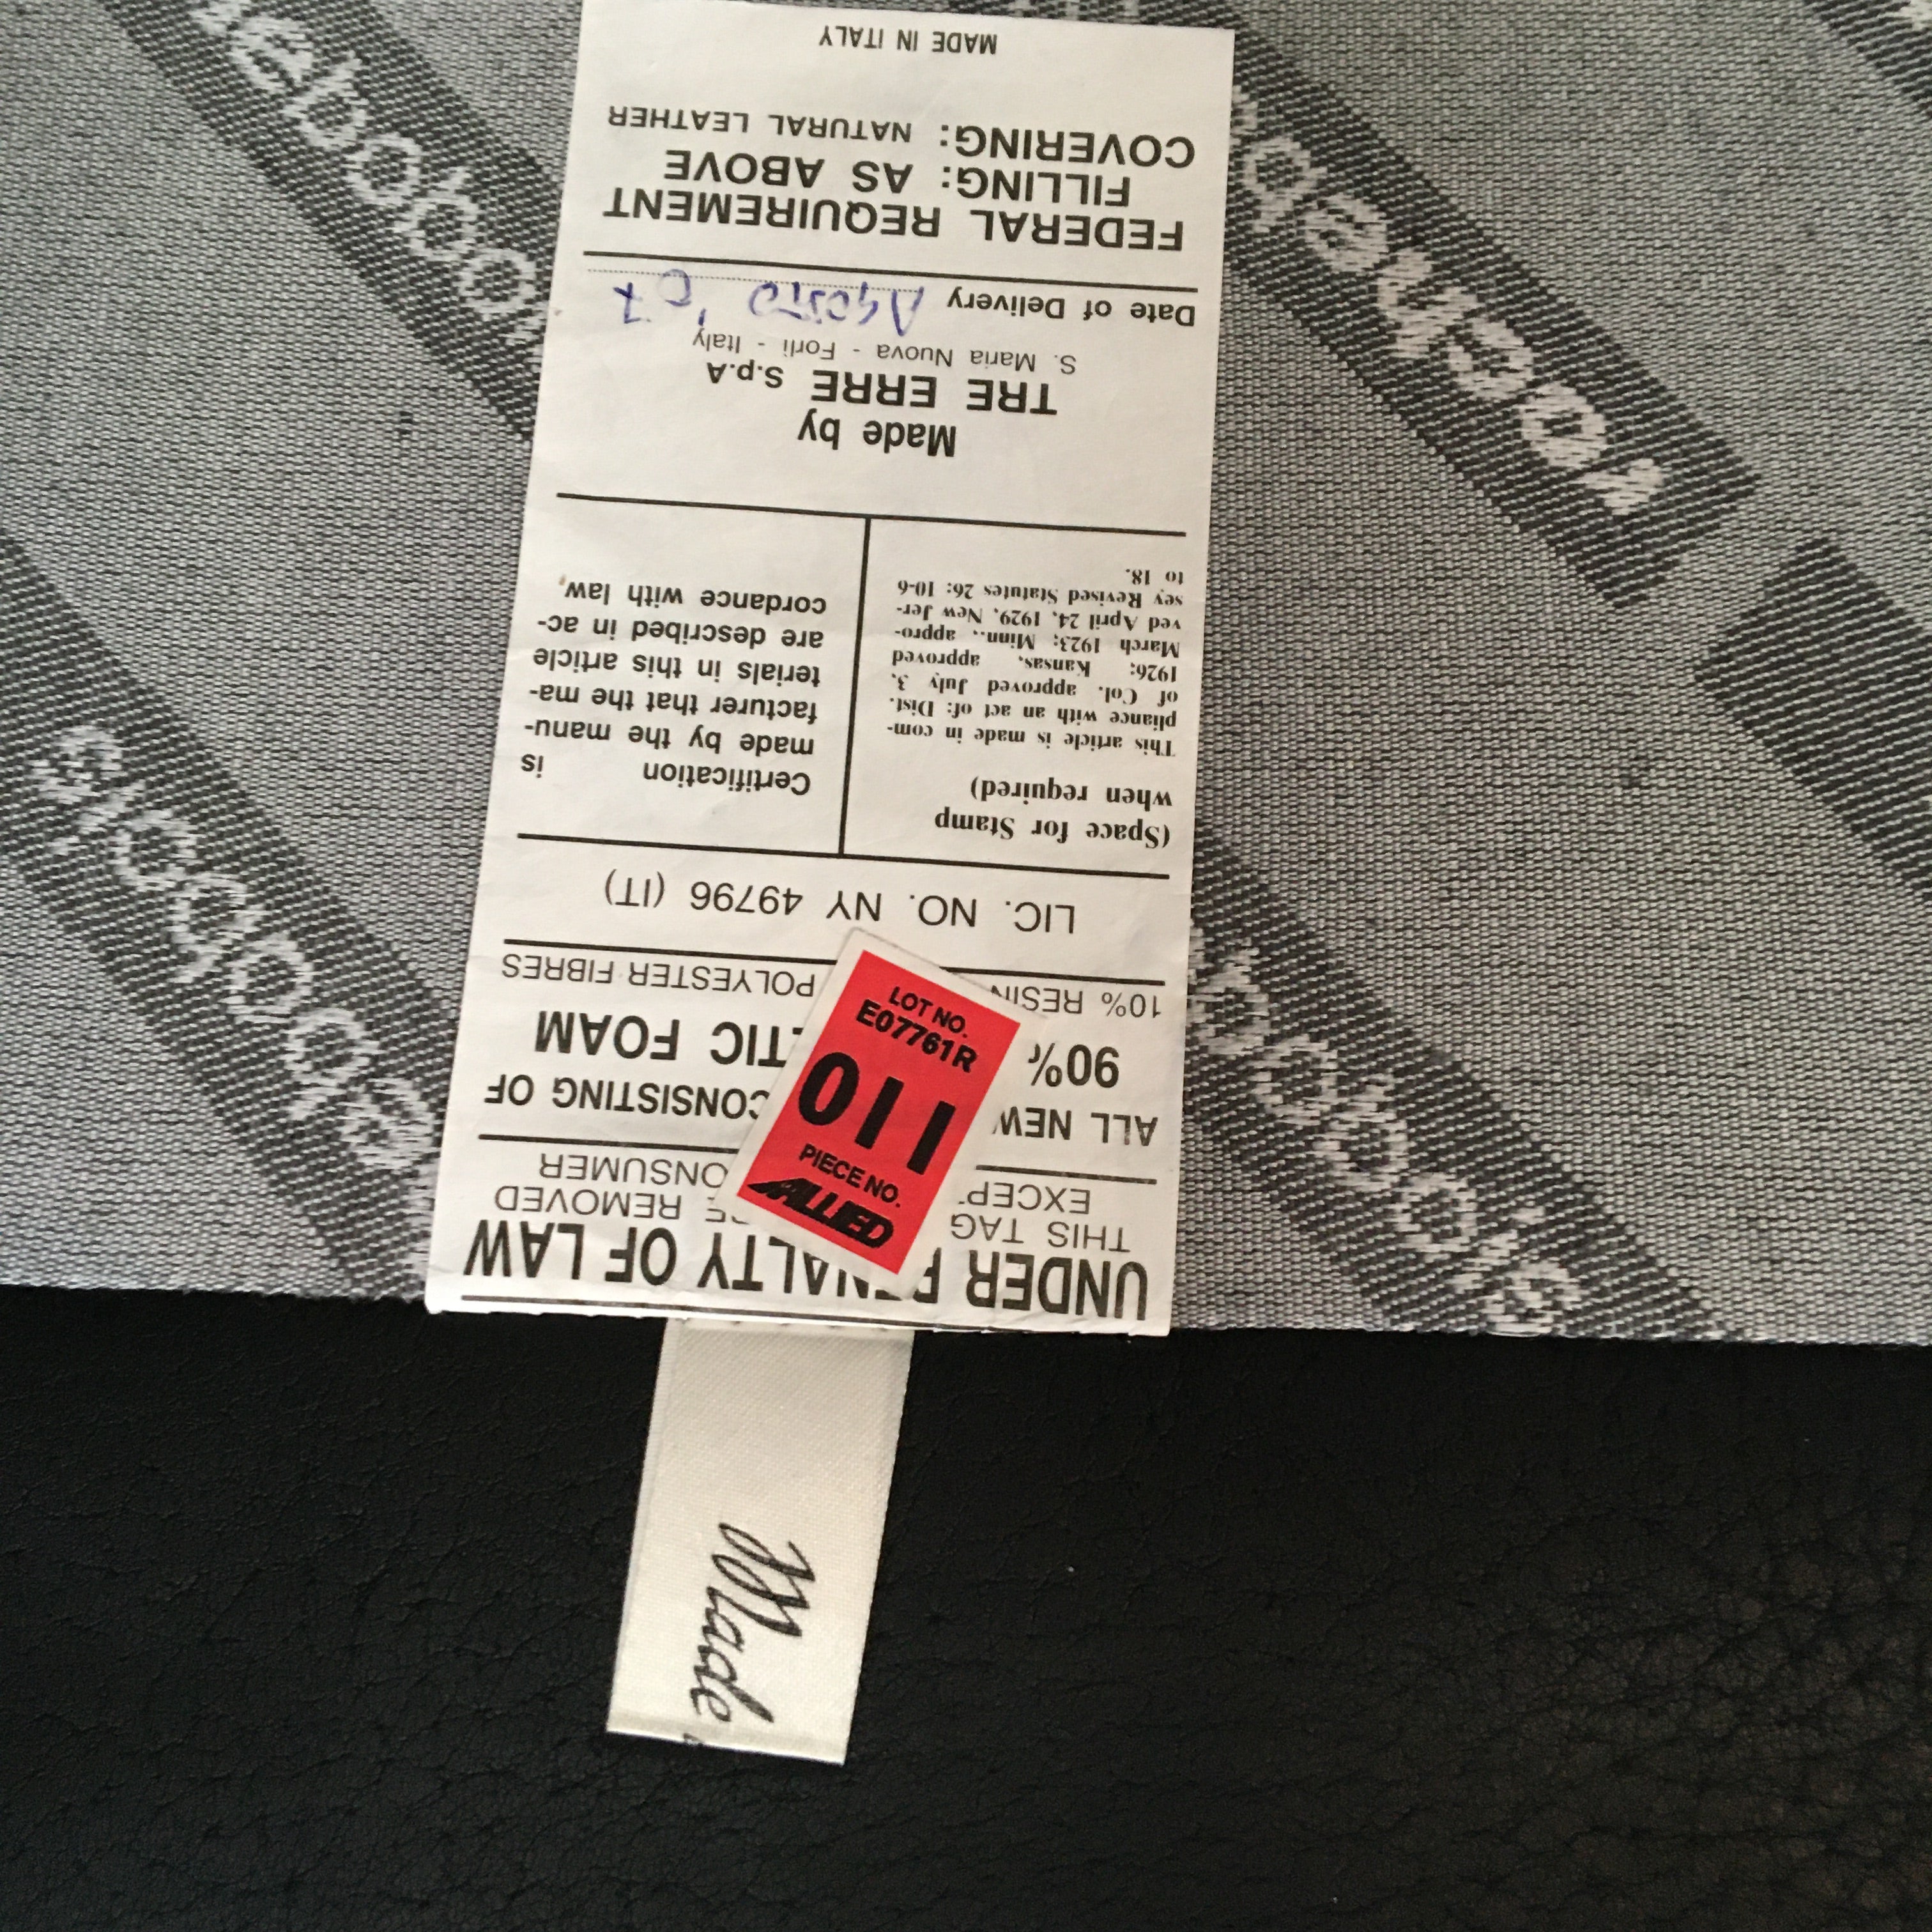 UNDER PENALTY OF LAW
THIS TAG REMOVED
EXCEPT CONSUMER
ALL NEW CONSISTING OF
90% FOAM
10% RESIN POLYESTER FIBRES
LIC. NO. NY 49796 (IT)
(Space for Stamp
when required)
This article is made in com-
pliance with an act of: Dist.
of Col. approved July 3,
1926; Kansas, approved
March 1923; Minn., appro-
ved April 24, 1929, New Jer-
sey Revised Statutes 26: 10-6
to 18.
Certification is
made by the manu-
facturer that the ma-
terials in this article
are described in ac-
cordance with law.
Made by
TRE ERRE S.p.A
S. Maria Nuova - Forlì - Italy
Date of Delivery AGOSTO '07
FEDERAL REQUIREMENT
FILLING: AS ABOVE
COVERING: NATURAL LEATHER
MADE IN ITALY
LOT NO.
E07761R
011
PIECE NO.
ALLIED
Made
roche